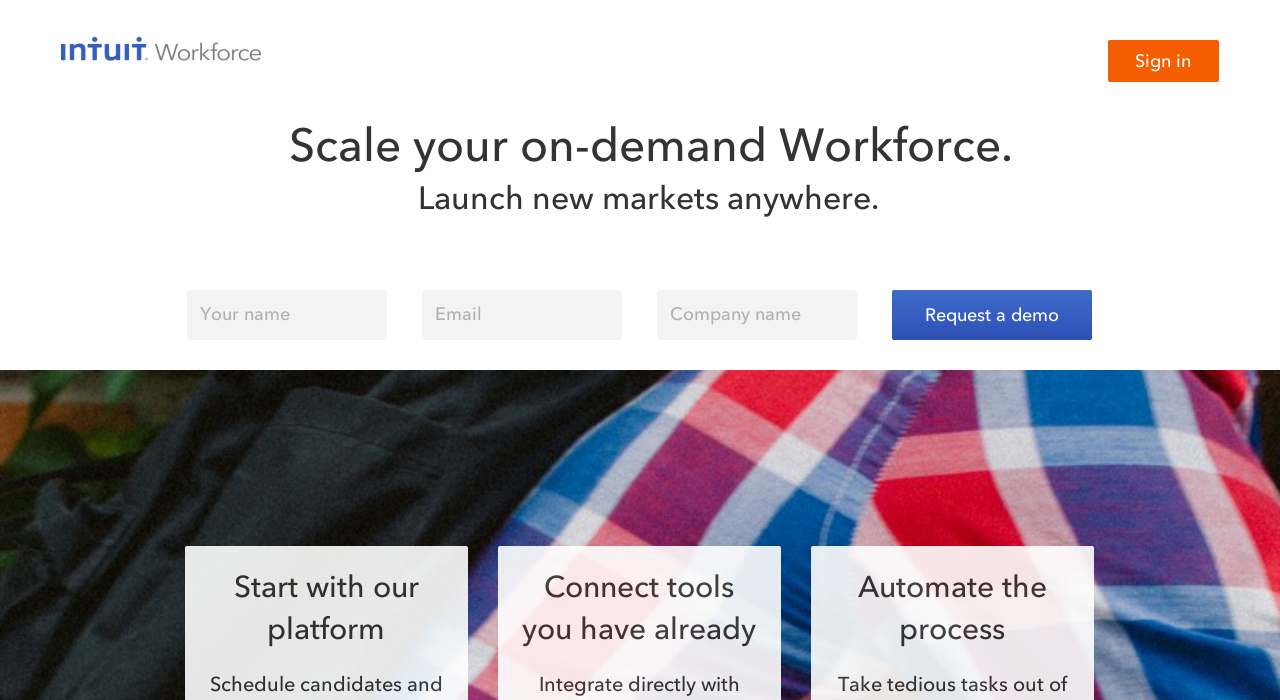 INTUIT Workforce
Sign in
Scale your on-demand Workforce.
Launch new markets anywhere.
Your name
Email
Company name
Request a demo
Start with our
platform
Schedule candidates and
Connect tools
you have already
Integrate directly with
Automate the
process
Take tedious tasks out of